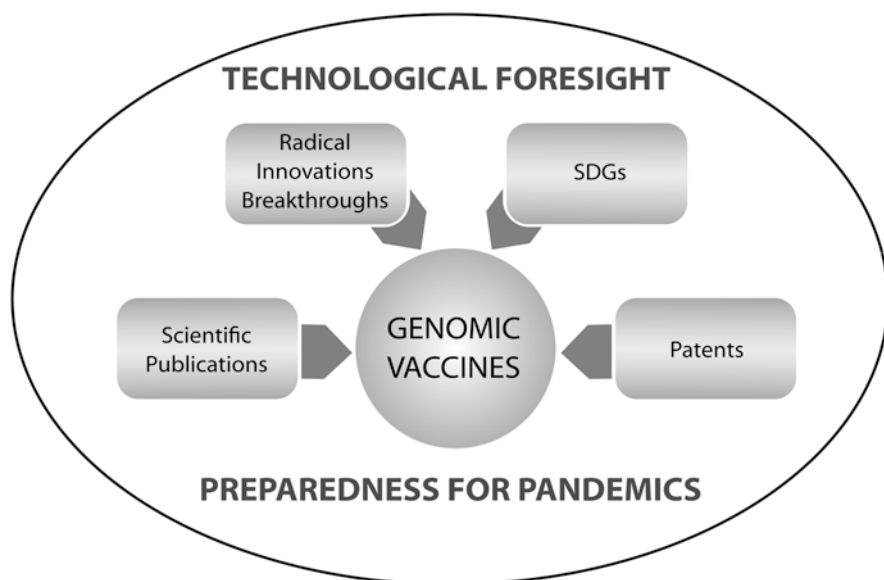 TECHNOLOGICAL FORESIGHT
Radical
Innovations
Breakthroughs
SDGs
Scientific
Publications
GENOMIC
VACCINES
Patents
PREPAREDNESS FOR PANDEMICS